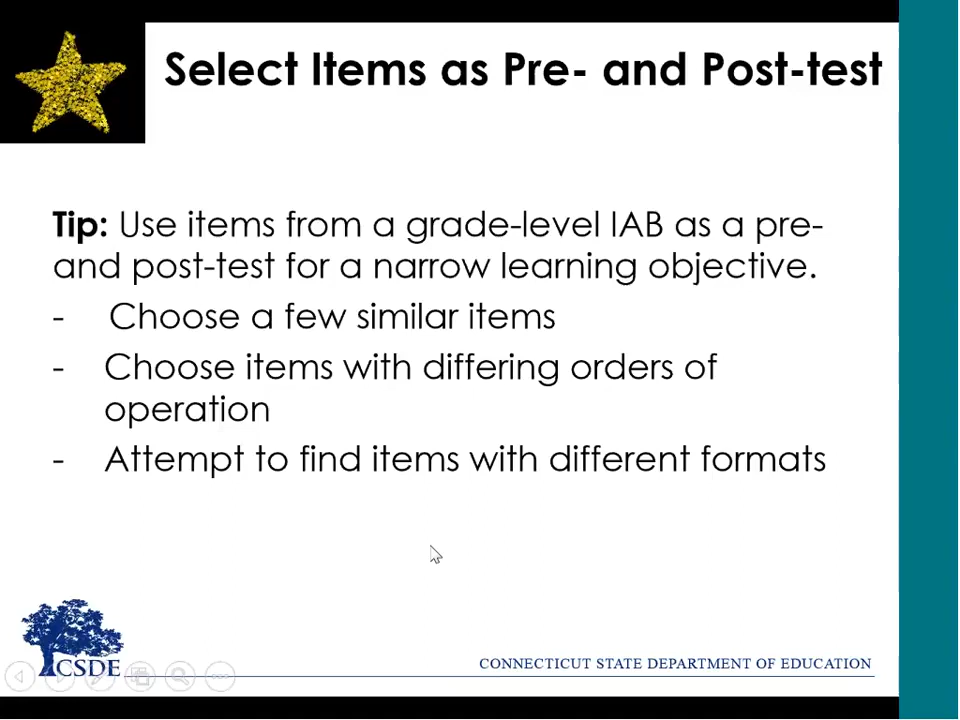 Select Items as Pre- and Post-test
Tip: Use items from a grade-level IAB as a pre-
and post-test for a narrow learning objective.
- Choose a few similar items
- Choose items with differing orders of
operation
- Attempt to find items with different formats
CSDE
CONNECTICUT STATE DEPARTMENT OF EDUCATION